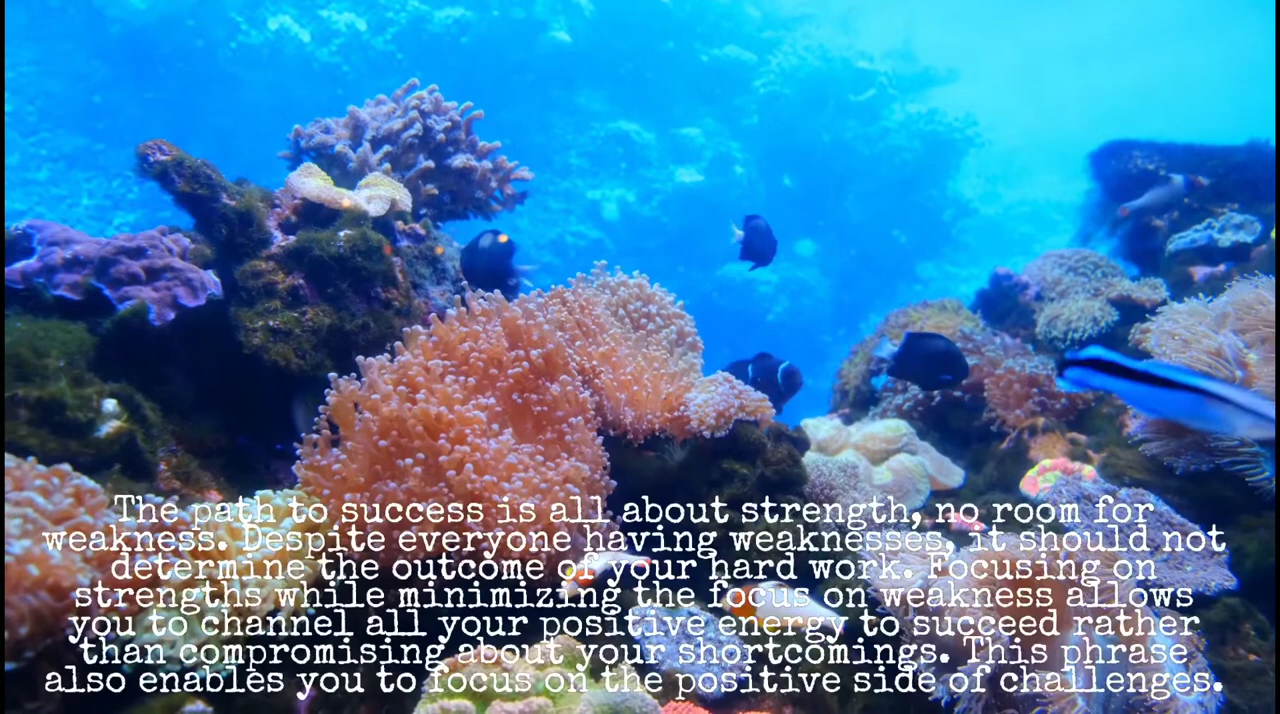 The path to success is all about strength, no room for
weakness. Despite everyone having weaknesses, it should not
determine the outcome of your hard work. Focusing on
strengths while minimizing the focus on weakness allows
you to channel all your positive energy to succeed rather
than compromising about your shortcomings. This phrase
also enables you to focus on the positive side of challenges.